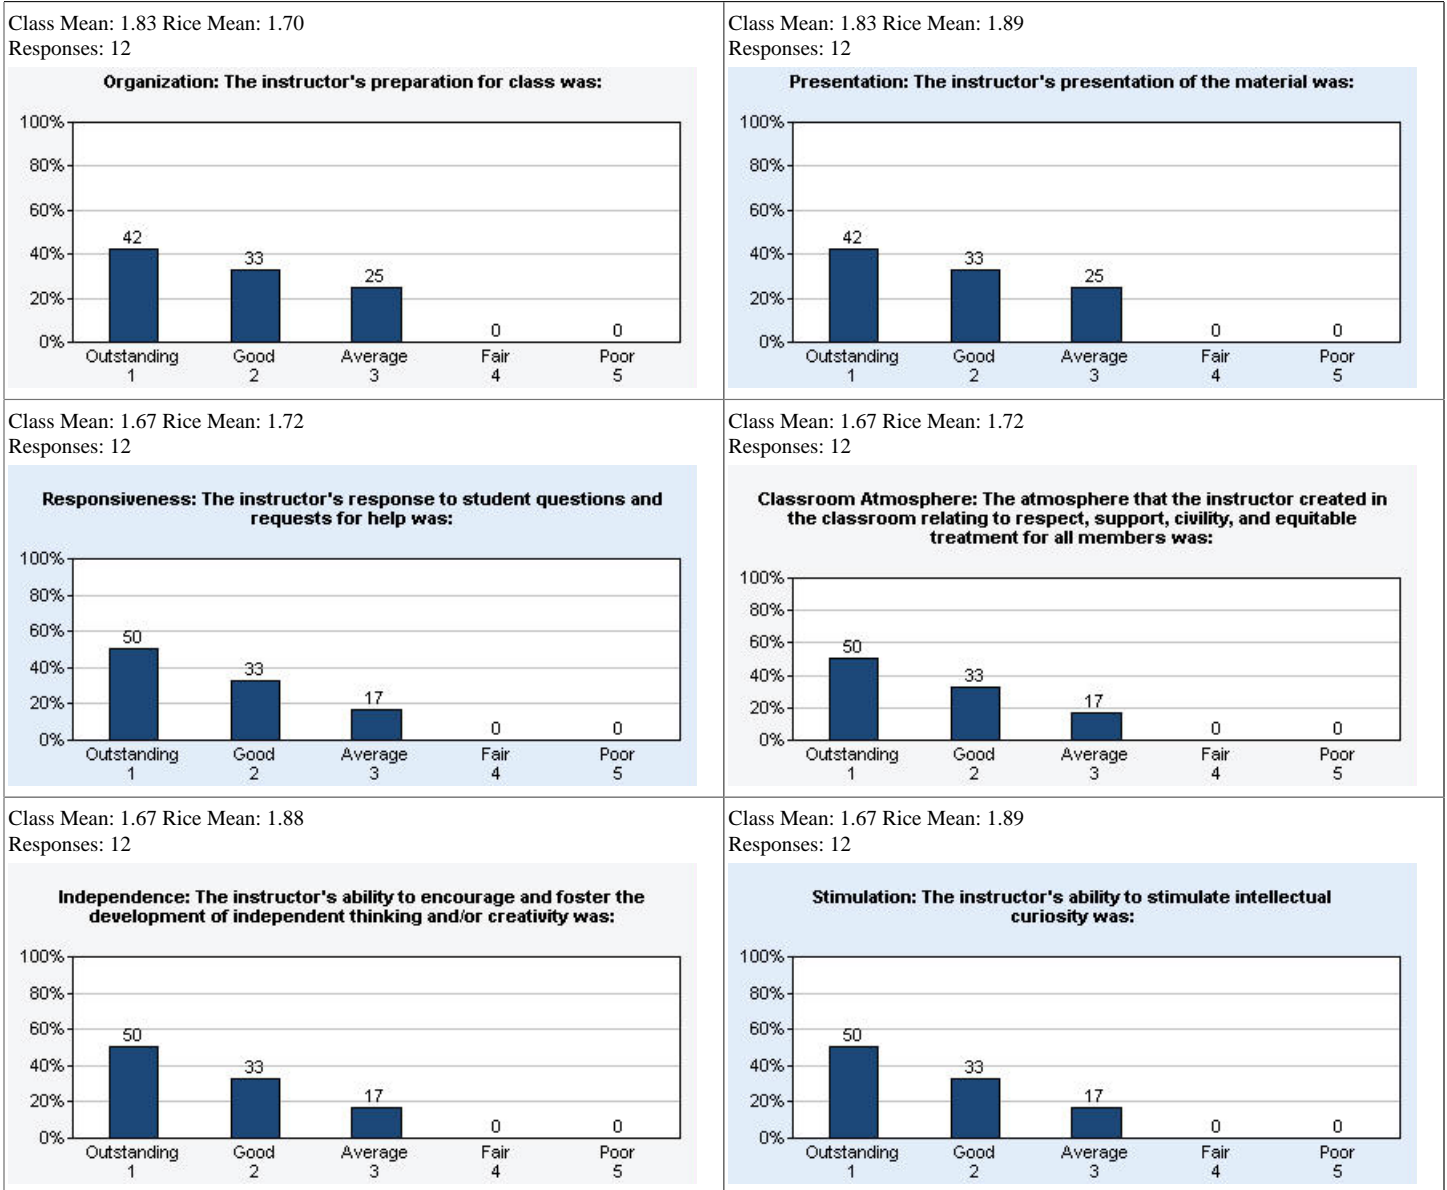 Class Mean: 1.83 Rice Mean: 1.70
Responses: 12
Organization: The instructor's preparation for class was:
100%
80%
60%
40%
20%
0%
42
33
25
0
0
Outstanding Good Average Fair Poor
1 2 3 4 5
Class Mean: 1.83 Rice Mean: 1.89
Responses: 12
Presentation: The instructor's presentation of the material was:
100%
80%
60%
40%
20%
0%
42
33
25
0
0
Outstanding Good Average Fair Poor
1 2 3 4 5
Class Mean: 1.67 Rice Mean: 1.72
Responses: 12
Responsiveness: The instructor's response to student questions and
requests for help was:
100%
80%
60%
40%
20%
0%
50
33
17
0
0
Outstanding Good Average Fair Poor
1 2 3 4 5
Class Mean: 1.67 Rice Mean: 1.72
Responses: 12
Classroom Atmosphere: The atmosphere that the instructor created in
the classroom relating to respect, support, civility, and equitable
treatment for all members was:
100%
80%
60%
40%
20%
0%
50
33
17
0
0
Outstanding Good Average Fair Poor
1 2 3 4 5
Class Mean: 1.67 Rice Mean: 1.88
Responses: 12
Independence: The instructor's ability to encourage and foster the
development of independent thinking and/or creativity was:
100%
80%
60%
40%
20%
0%
50
33
17
0
0
Outstanding Good Average Fair Poor
1 2 3 4 5
Class Mean: 1.67 Rice Mean: 1.89
Responses: 12
Stimulation: The instructor's ability to stimulate intellectual
curiosity was:
100%
80%
60%
40%
20%
0%
50
33
17
0
0
Outstanding Good Average Fair Poor
1 2 3 4 5